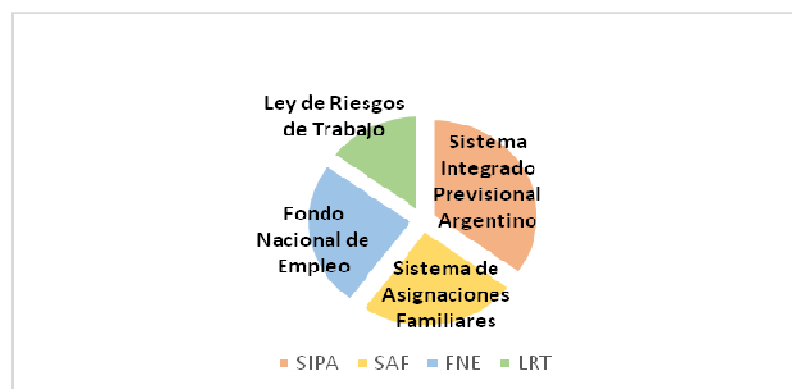 Ley de Riesgos
de Trabajo
Sistema
Integrado
Previsional
Argentino
Fondo
Nacional de
Empleo
Sistema de
Asignaciones
Familiares
SIPA SAF FNE LRT